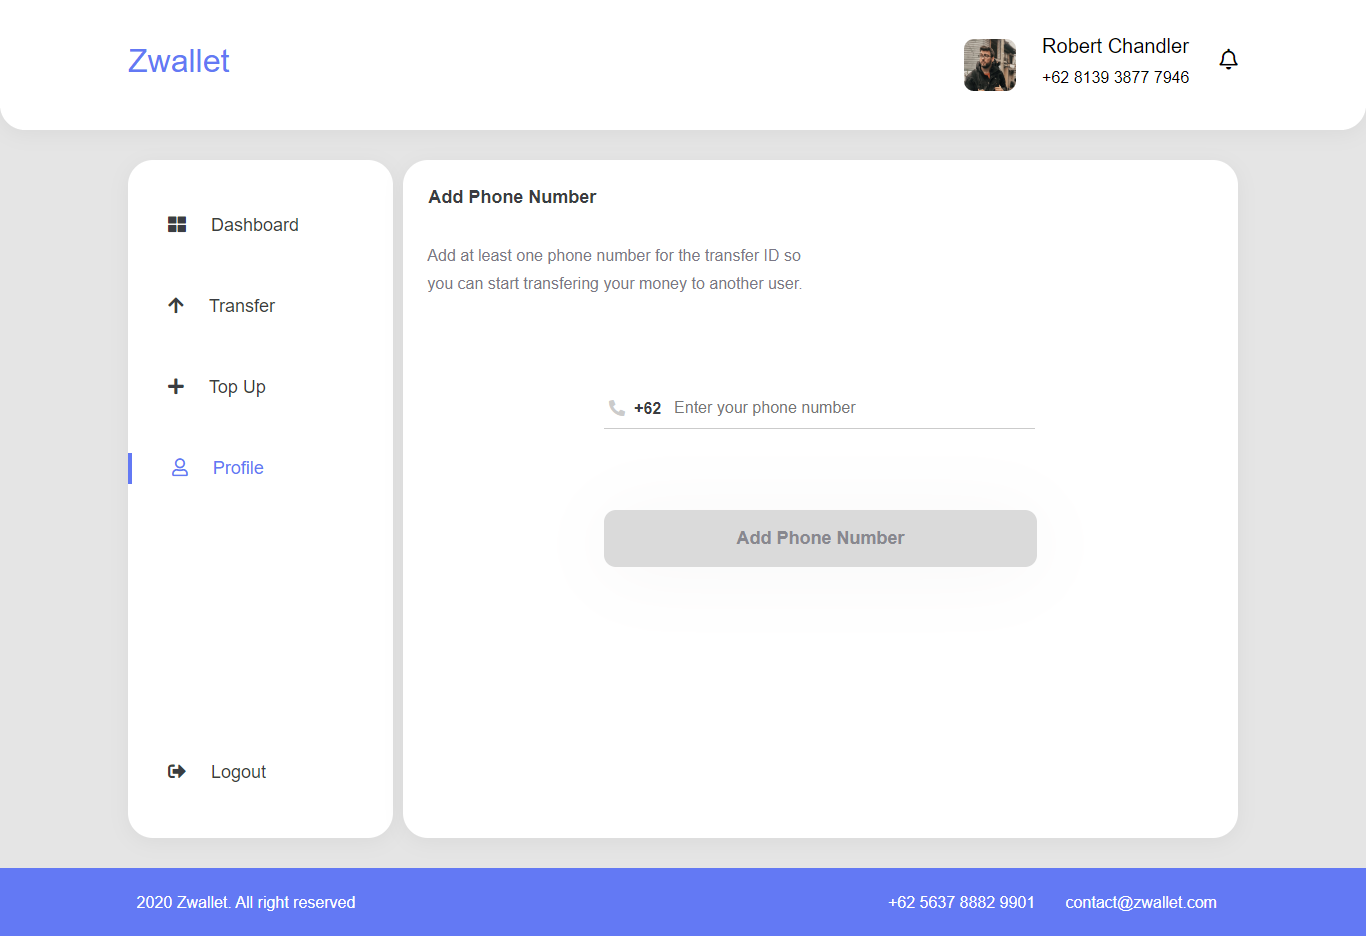 Zwallet
Robert Chandler
+62 8139 3877 7946
Dashboard
Transfer
Top Up
Profile
Logout
Add Phone Number
Add at least one phone number for the transfer ID so
you can start transfering your money to another user.
+62 Enter your phone number
Add Phone Number
2020 Zwallet. All right reserved
+62 5637 8882 9901
contact@zwallet.com